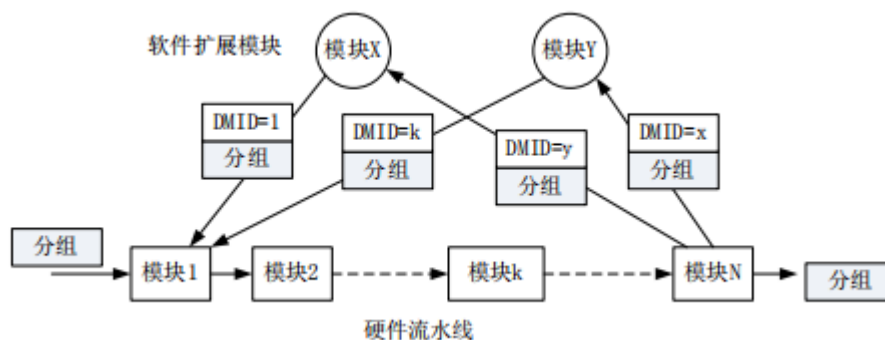 软件扩展模块
模块X
模块Y
DMID=1
分组
DMID=k
分组
DMID=y
分组
DMID=x
分组
分组
模块1
模块2
模块k
模块N
分组
硬件流水线